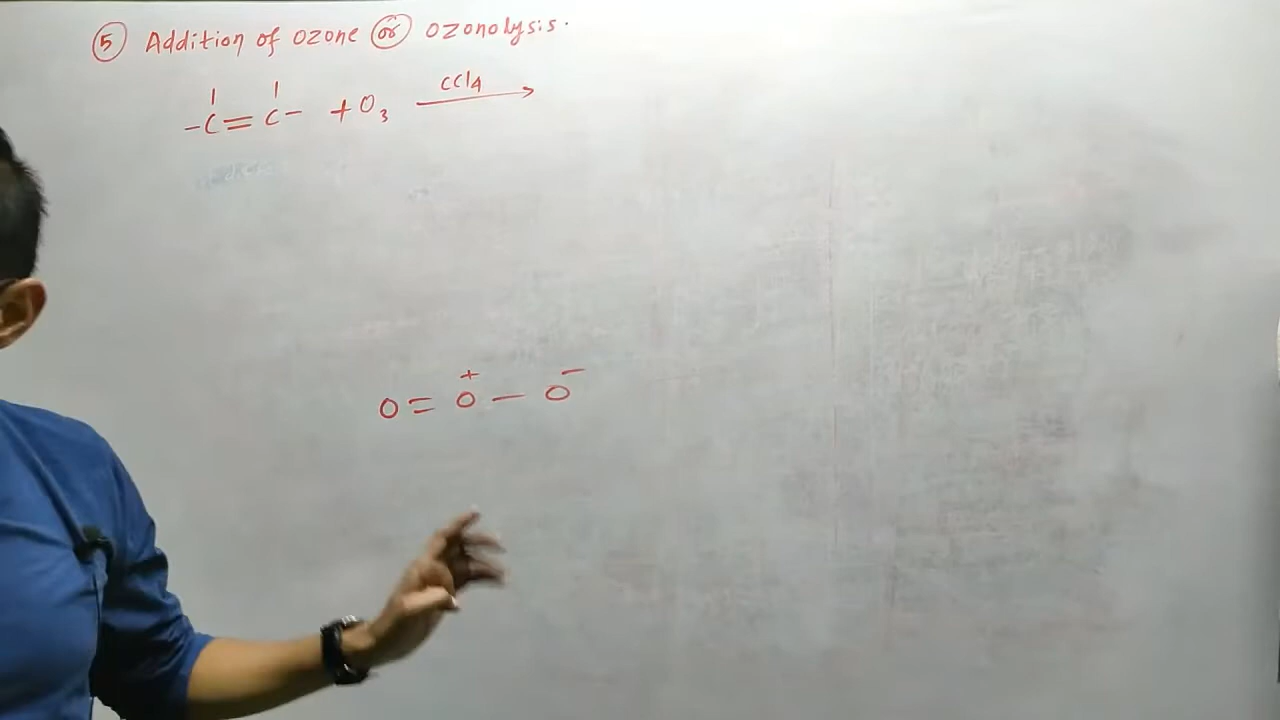 ⑤ Addition of ozone or ozonolysis.
-C=C- + O₃ CCl₄ →
O=O⁺-O⁻